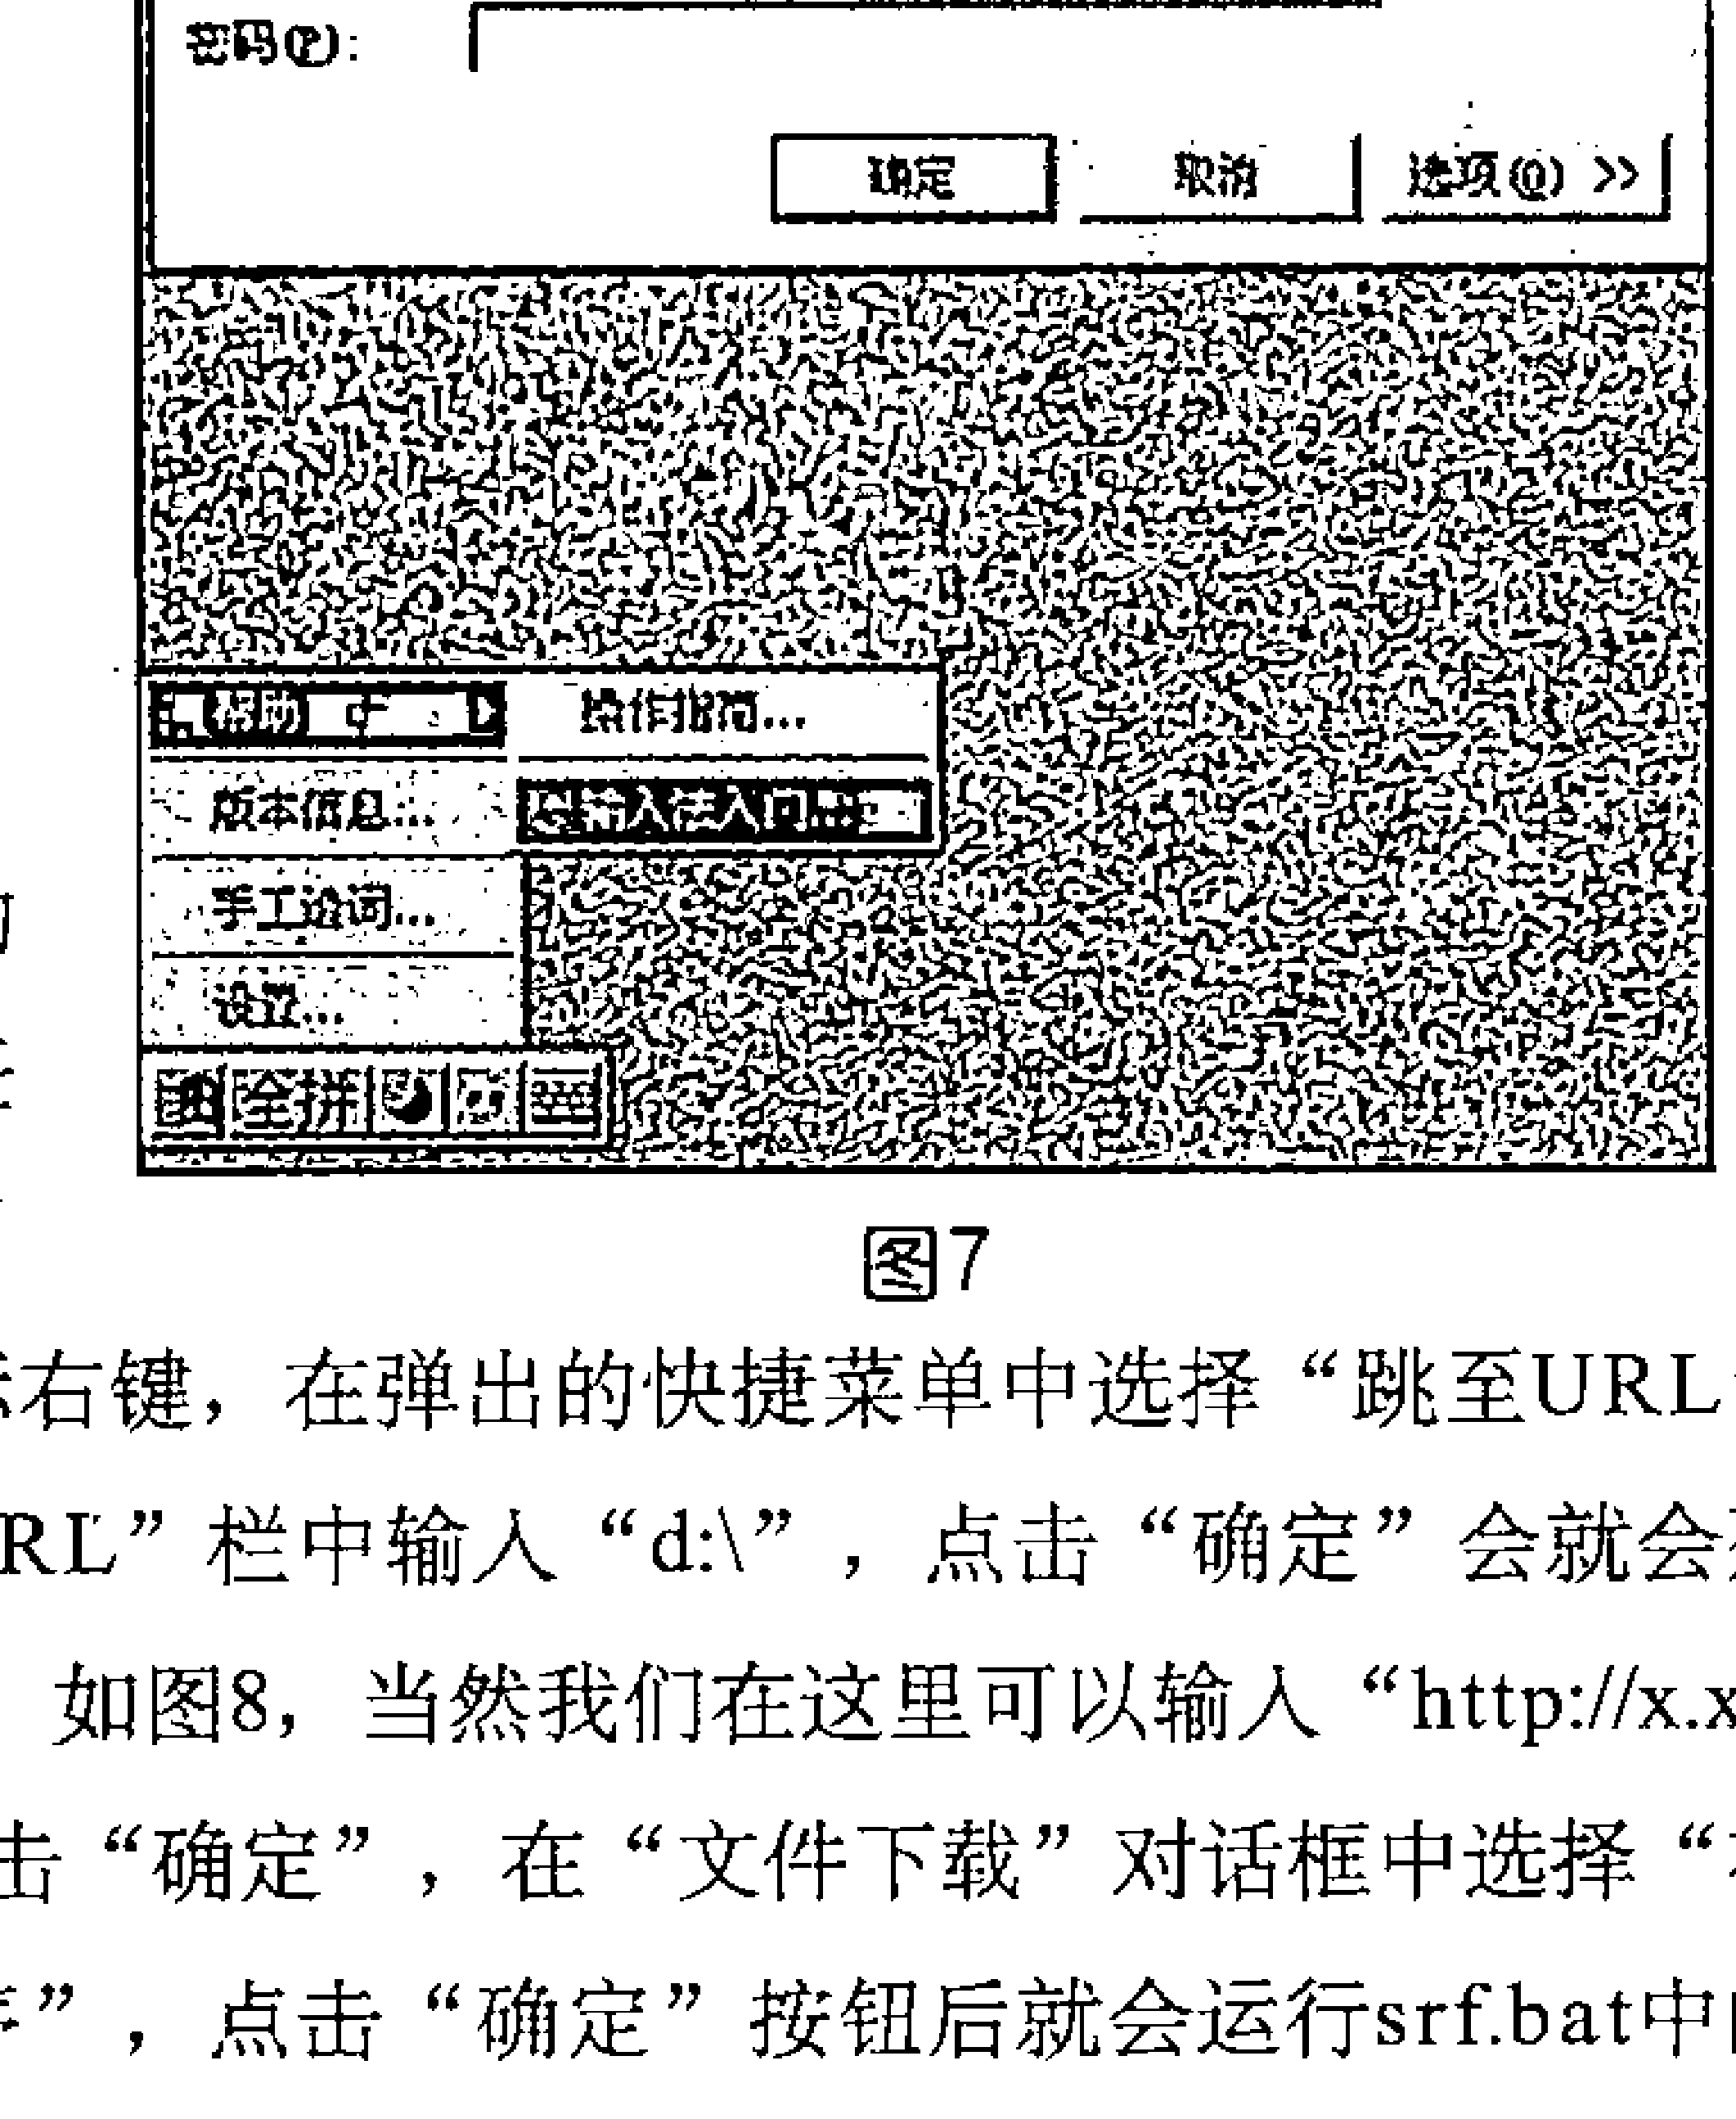 密码(P):
确定 取消 选项(O) >>
帮助 操作指南...
版本信息... 输入法入门...
手工造词...
设置...
全拼
图7
右键，在弹出的快捷菜单中选择“跳至URL
RL”栏中输入“d:\”，点击“确定”会就会
如图8，当然我们在这里可以输入“http://x.x
击“确定”，在“文件下载”对话框中选择“
”，点击“确定”按钮后就会运行srf.bat中